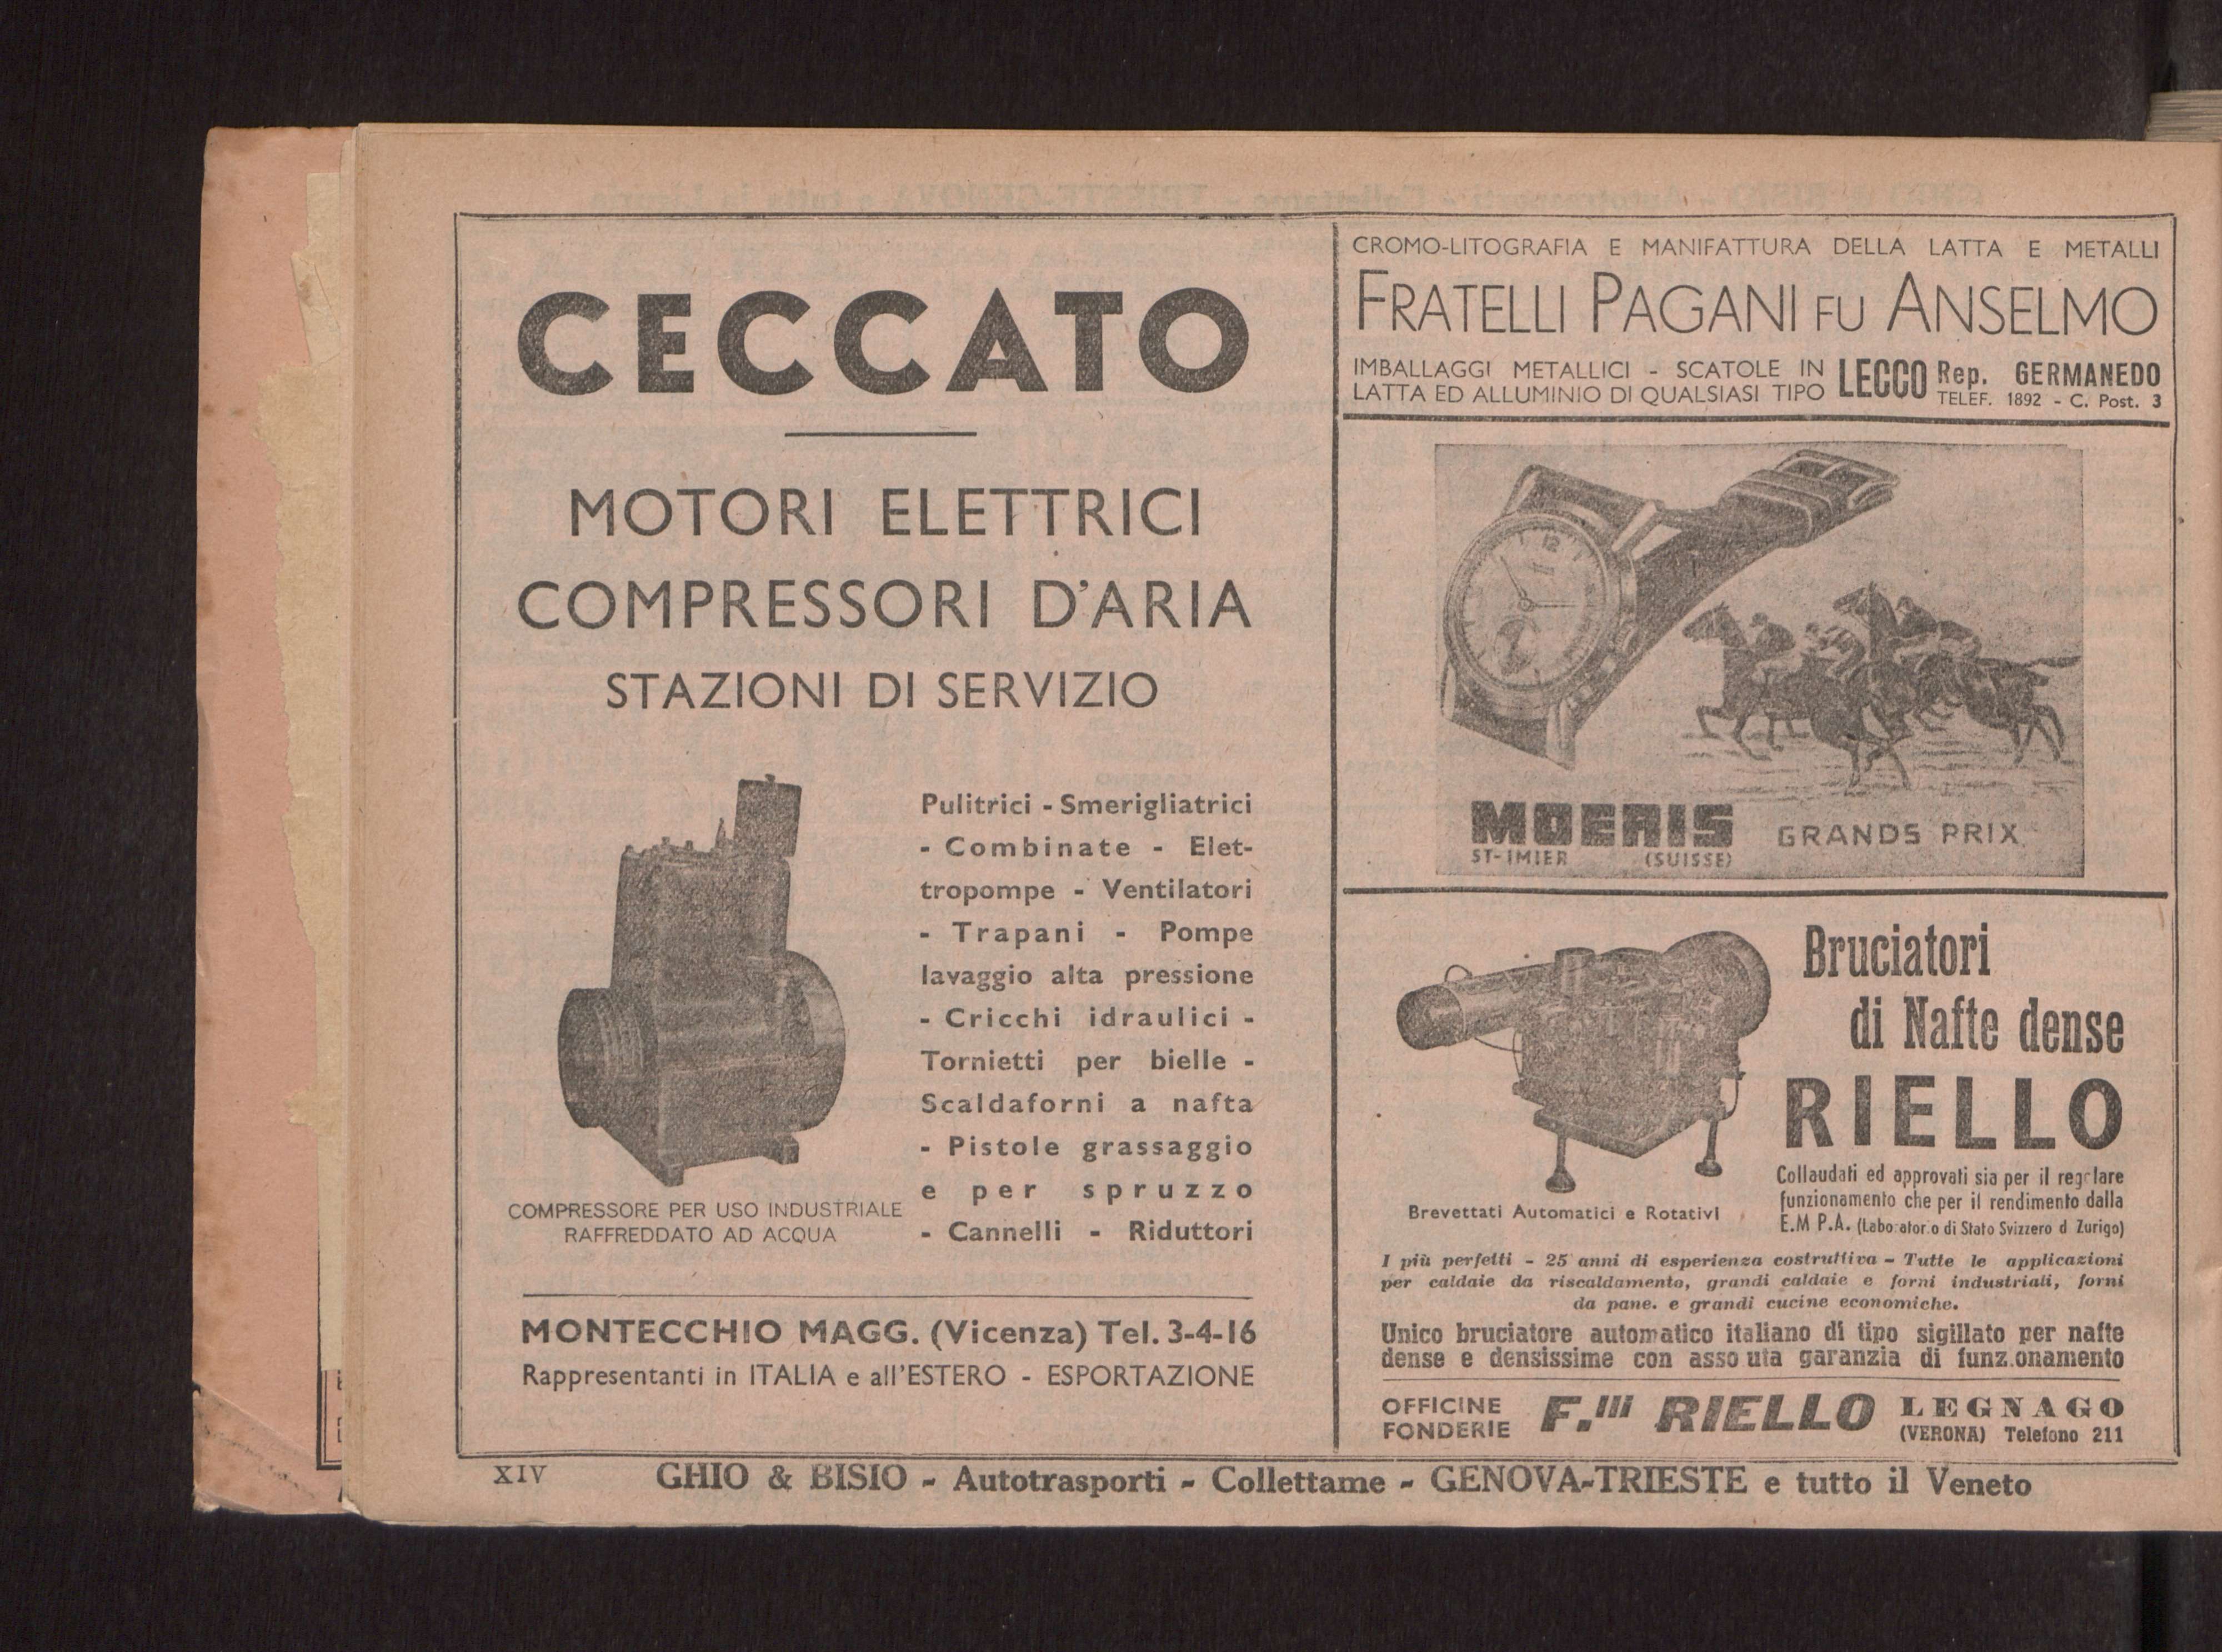 CECCATO
MOTORI ELETTRICI
COMPRESSORI D'ARIA
STAZIONI DI SERVIZIO
Pulitrici - Smerigliatrici
- Combinate - Elet-
tropompe - Ventilatori
- Trapani - Pompe
lavaggio alta pressione
- Cricchi idraulici -
Tornietti per bielle -
Scaldaforni a nafta
- Pistole grassaggio
e per spruzzo
- Cannelli - Riduttori
COMPRESSORE PER USO INDUSTRIALE
RAFFREDDATO AD ACQUA
MONTECCHIO MAGG. (Vicenza) Tel. 3-4-16
Rappresentanti in ITALIA e all'ESTERO - ESPORTAZIONE
CROMO-LITOGRAFIA E MANIFATTURA DELLA LATTA E METALLI
FRATELLI PAGANI FU ANSELMO
IMBALLAGGI METALLICI - SCATOLE IN
LATTA ED ALLUMINIO DI QUALSIASI TIPO
LECCO
Rep. GERMANEDO
TELEF. 1892 - C. Post. 3
12
MOERIS GRANDS PRIX
ST-IMIER (SUISSE)
Bruciatori
di Nafte dense
RIELLO
Collaudati ed approvati sia per il regolare
funzionamento che per il rendimento dalla
E.M P.A. (Laboratorio di Stato Svizzero d Zurigo)
Brevettati Automatici e Rotativi
I più perfetti - 25 anni di esperienza costruttiva - Tutte le applicazioni
per caldaie da riscaldamento, grandi caldaie e forni industriali, forni
da pane. e grandi cucine economiche.
Unico bruciatore automatico italiano di tipo sigillato per nafte
dense e densissime con assoluta garanzia di funzionamento
OFFICINE
FONDERIE
F.lli RIELLO
LEGNAGO
(VERONA) Telefono 211
XIV
GHIO & BISIO - Autotrasporti - Collettame - GENOVA-TRIESTE e tutto il Veneto